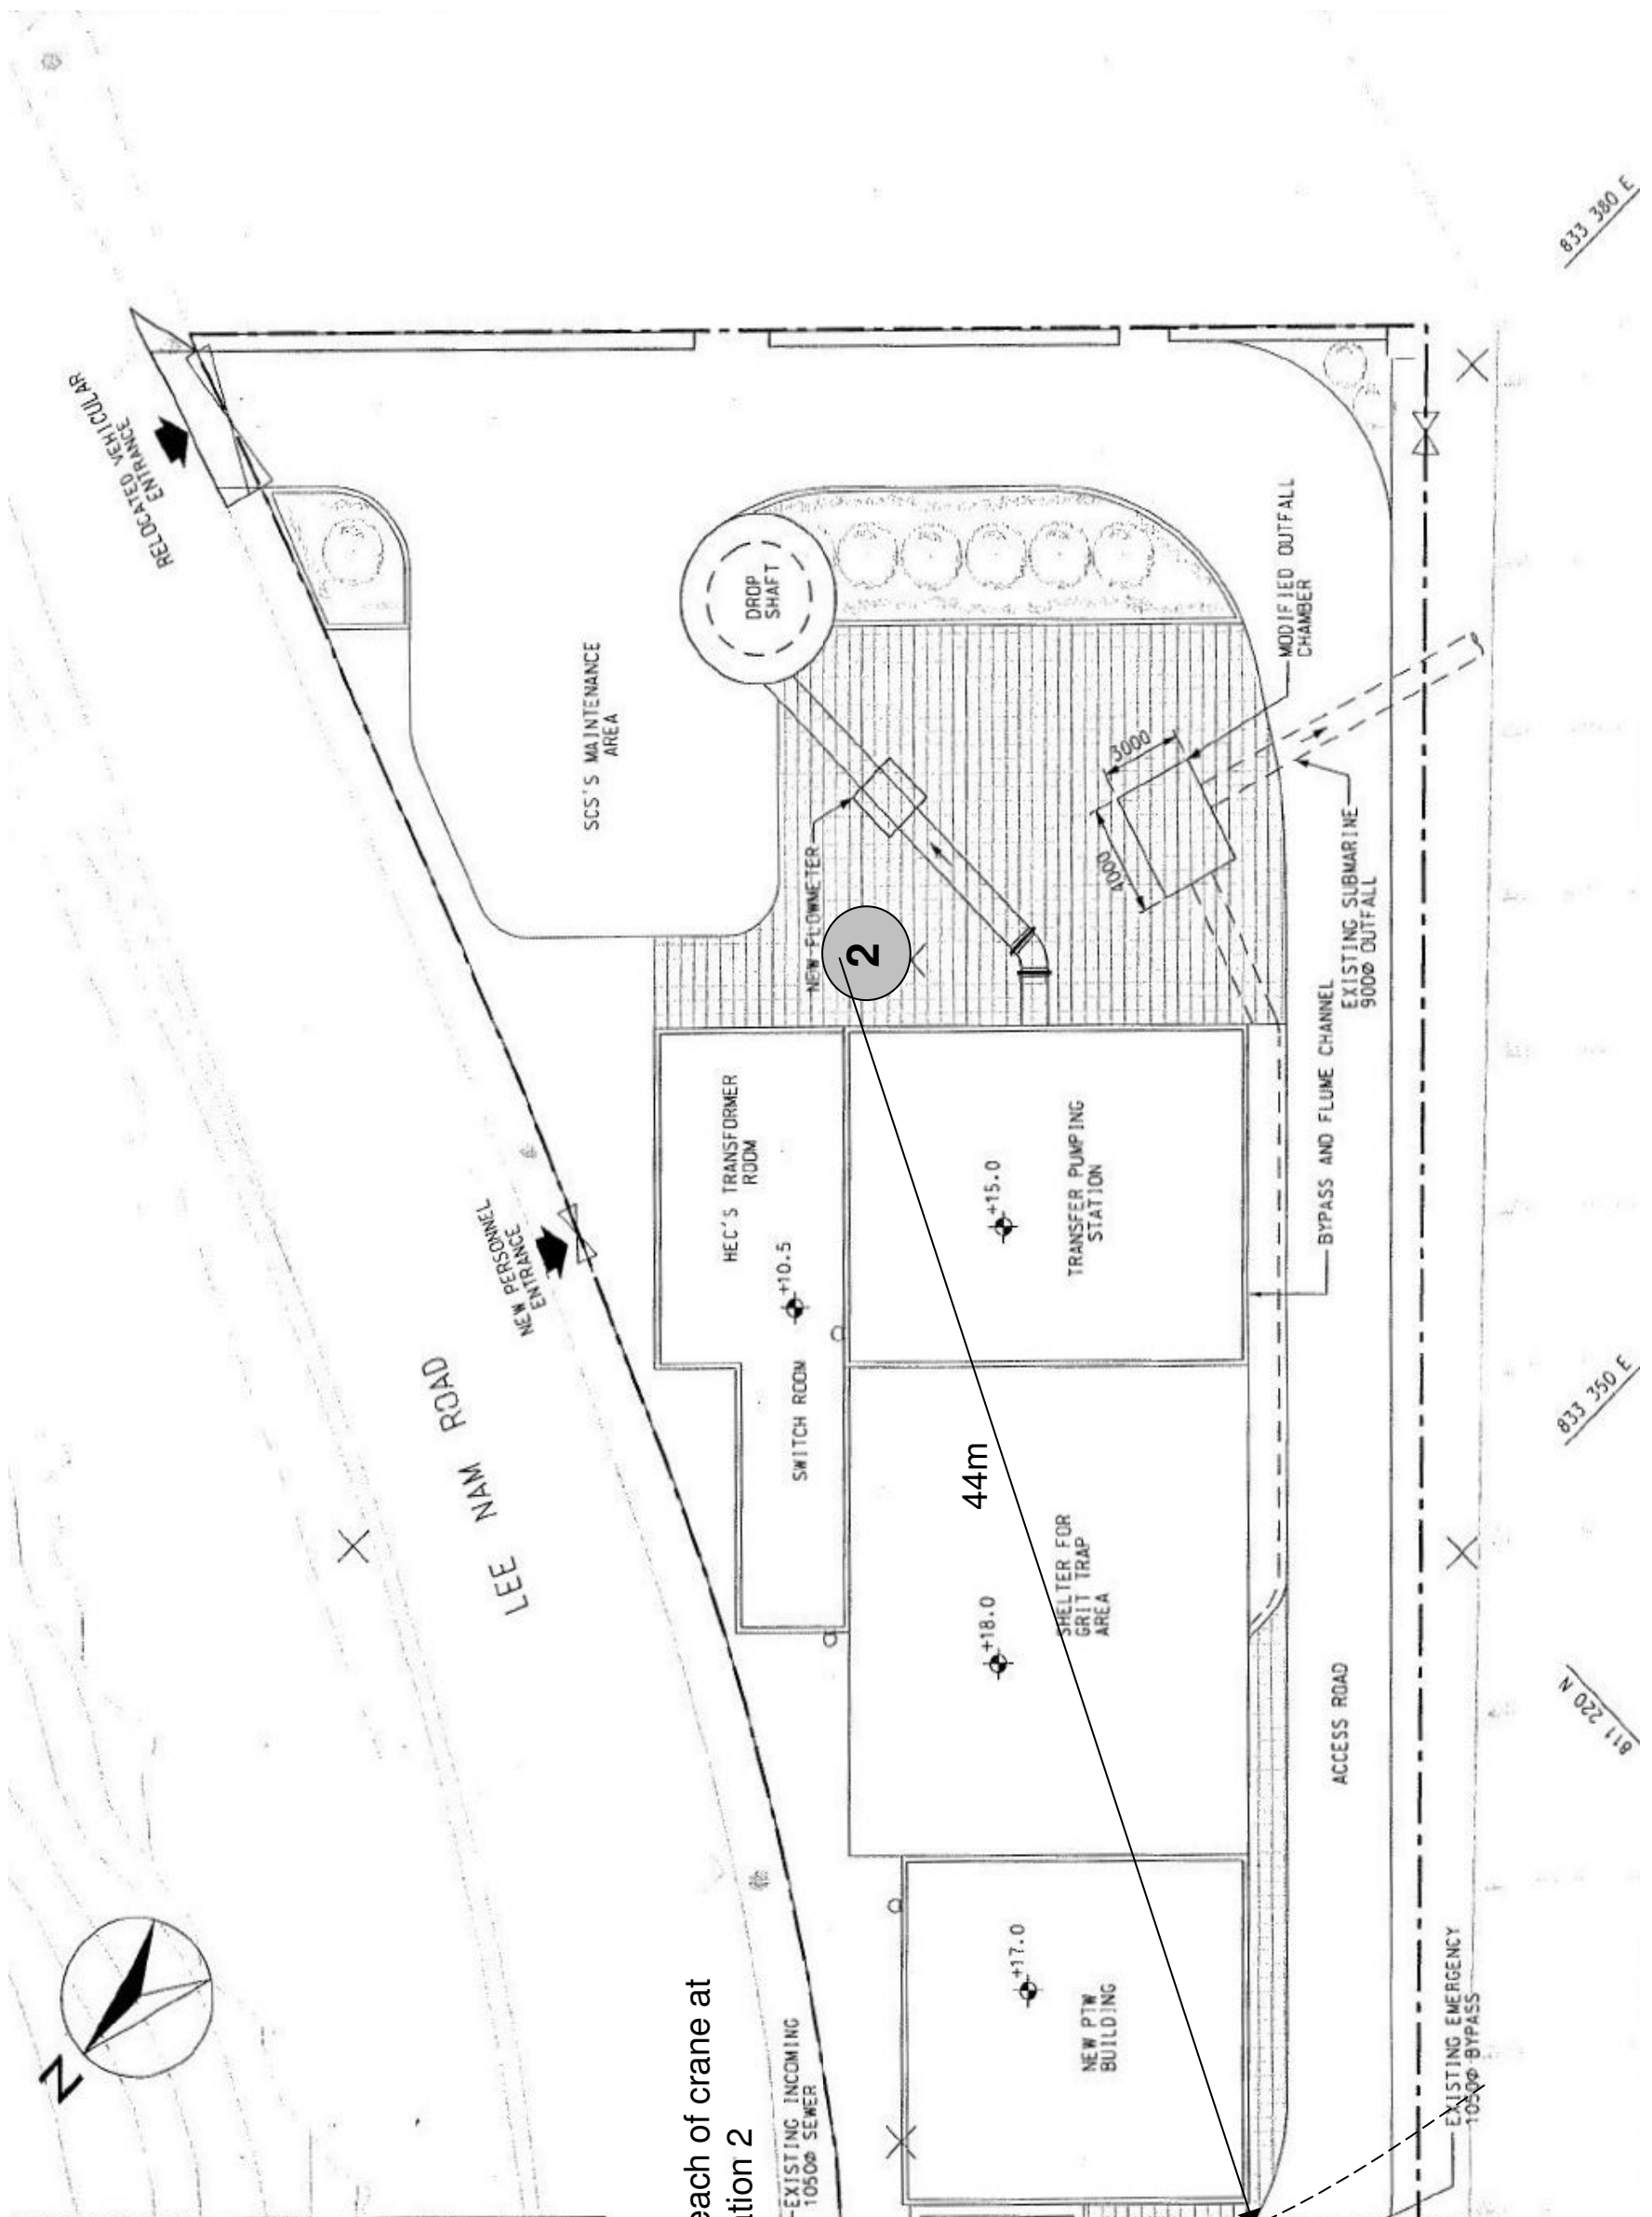 833 380 E
RELOCATED VEHICULAR
ENTRANCE
DROP
SHAFT
MODIFIED OUTFALL
CHAMBER
SCS'S MAINTENANCE
AREA
3000
4000
NEW FLOWMETER
2
EXISTING SUBMARINE
900Ø OUTFALL
BYPASS AND FLUME CHANNEL
HEC'S TRANSFORMER
ROOM
TRANSFER PUMPING
STATION
+15.0
+10.5
NEW PERSONNEL
ENTRANCE
SWITCH ROOM
833 350 E
LEE NAM ROAD
44m
SHELTER FOR
GRIT TRAP
AREA
+18.0
811 220 N
ACCESS ROAD
+17.0
NEW PTW
BUILDING
N
EXISTING EMERGENCY
1050Ø BYPASS
each of crane at
ation 2
EXISTING INCOMING
1050Ø SEWER